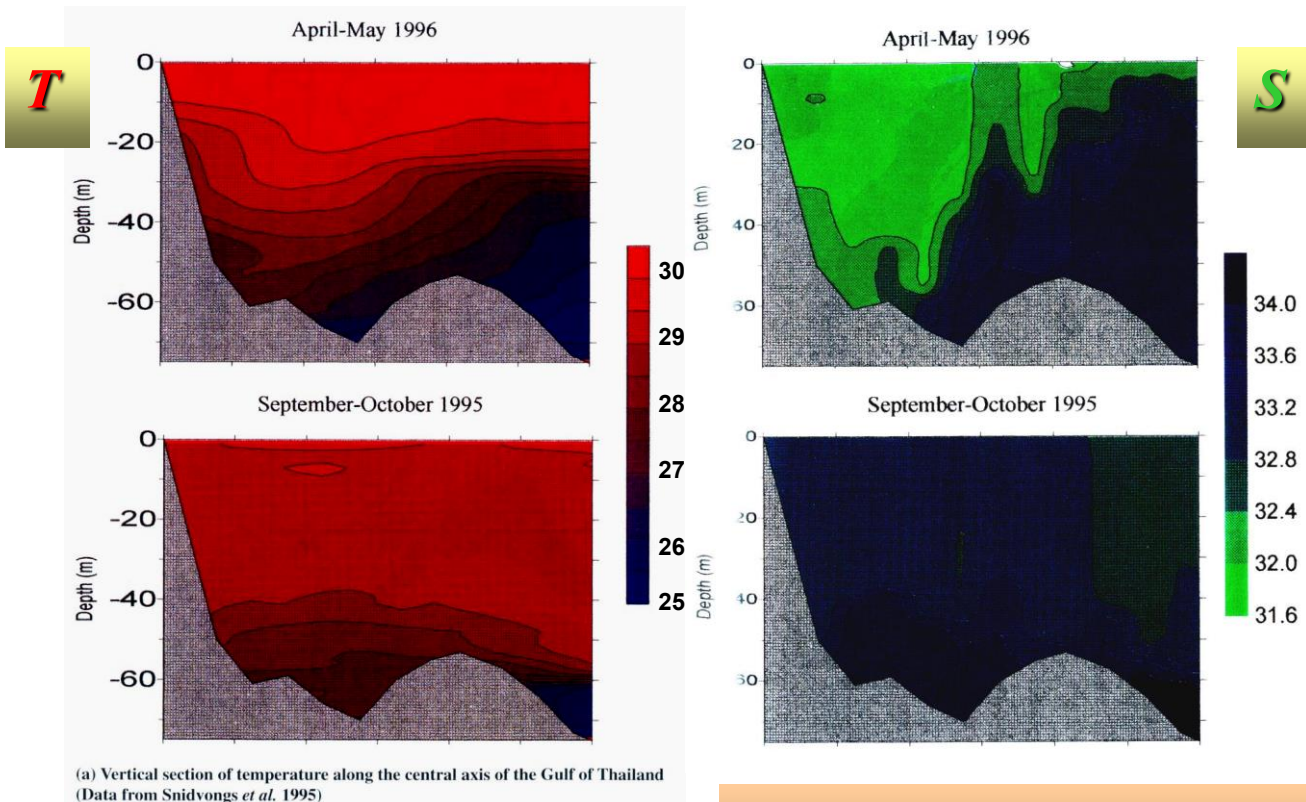 T
April-May 1996
0
-20
-40
-60
Depth (m)
September-October 1995
0
-20
-40
-60
Depth (m)
30
29
28
27
26
25
(a) Vertical section of temperature along the central axis of the Gulf of Thailand
(Data from Snidvongs et al. 1995)
S
April-May 1996
0
20
40
60
Depth (m)
September-October 1995
0
20
40
60
Depth (m)
34.0
33.6
33.2
32.8
32.4
32.0
31.6